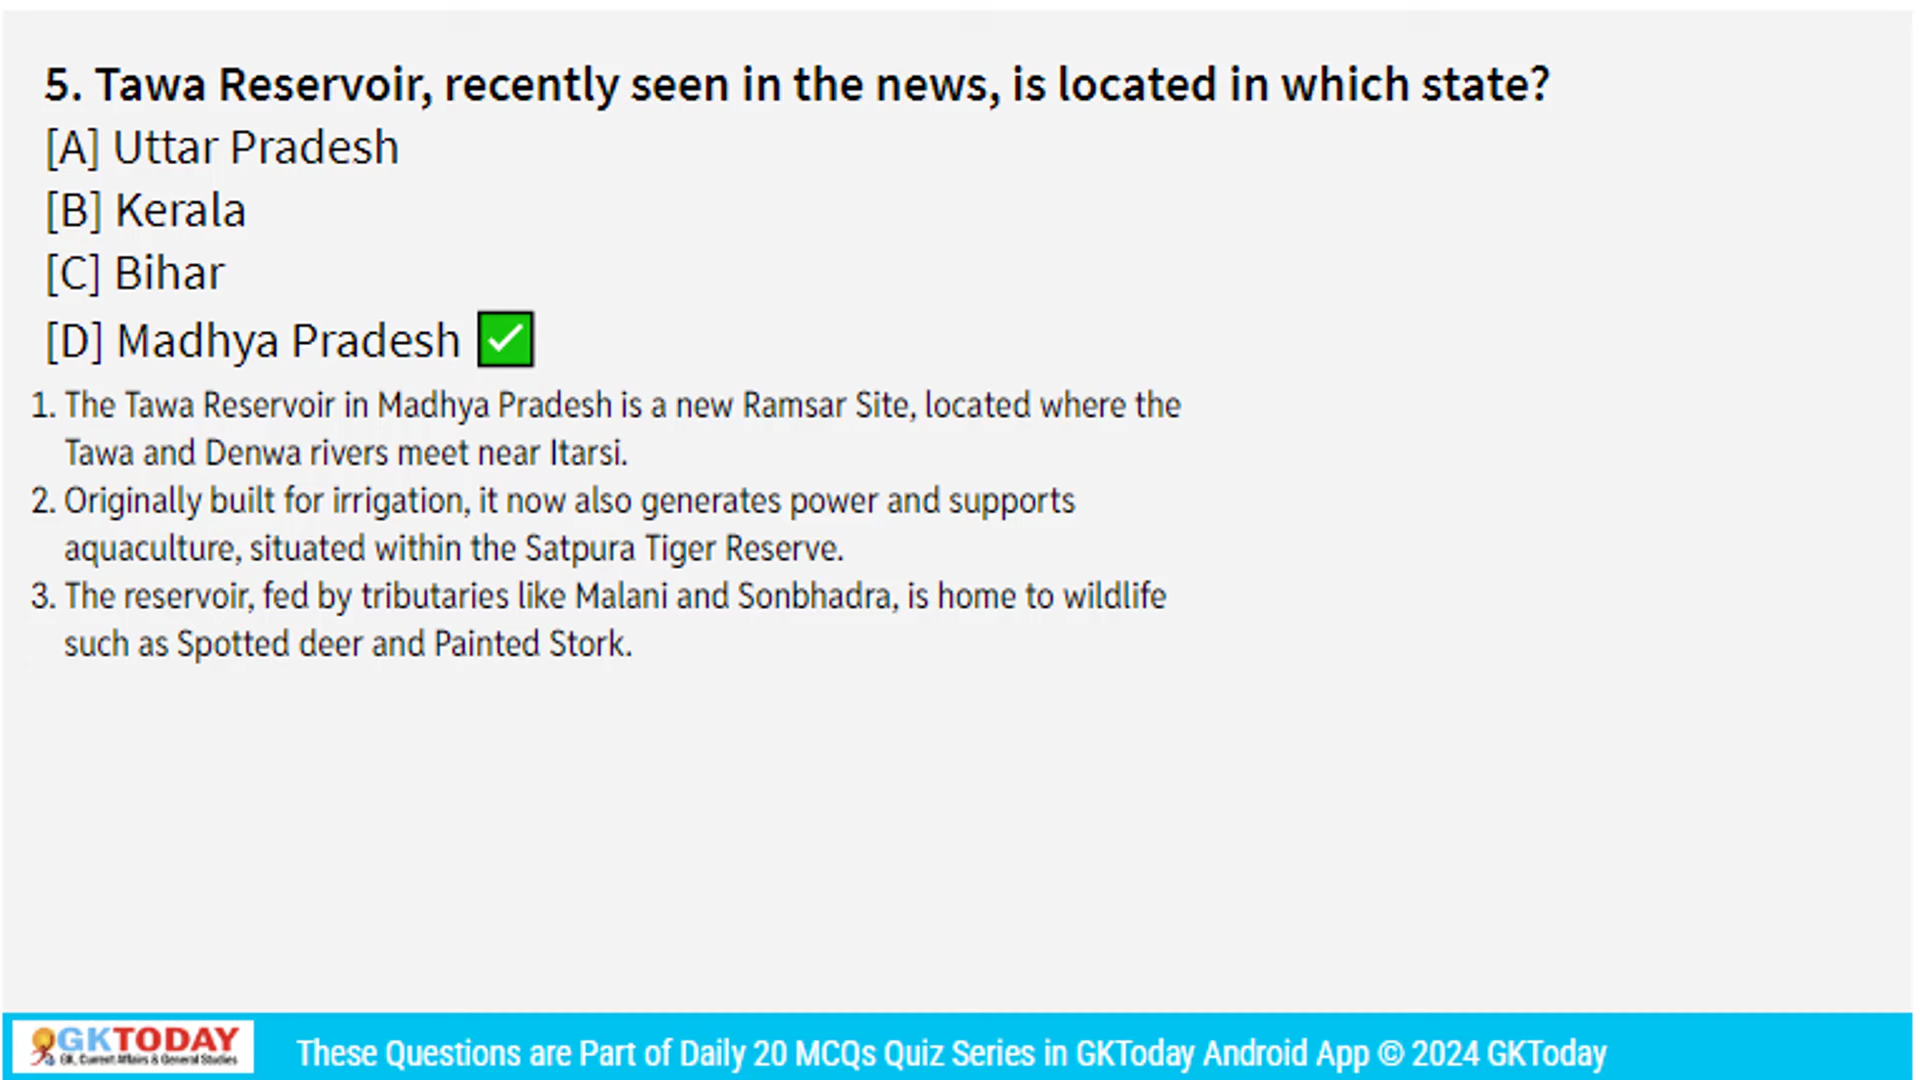 5. Tawa Reservoir, recently seen in the news, is located in which state?
[A] Uttar Pradesh
[B] Kerala
[C] Bihar
[D] Madhya Pradesh
1. The Tawa Reservoir in Madhya Pradesh is a new Ramsar Site, located where the
Tawa and Denwa rivers meet near Itarsi.
2. Originally built for irrigation, it now also generates power and supports
aquaculture, situated within the Satpura Tiger Reserve.
3. The reservoir, fed by tributaries like Malani and Sonbhadra, is home to wildlife
such as Spotted deer and Painted Stork.
GKTODAY
GK, Current Affairs & General Studies
These Questions are Part of Daily 20 MCQs Quiz Series in GKToday Android App © 2024 GKToday